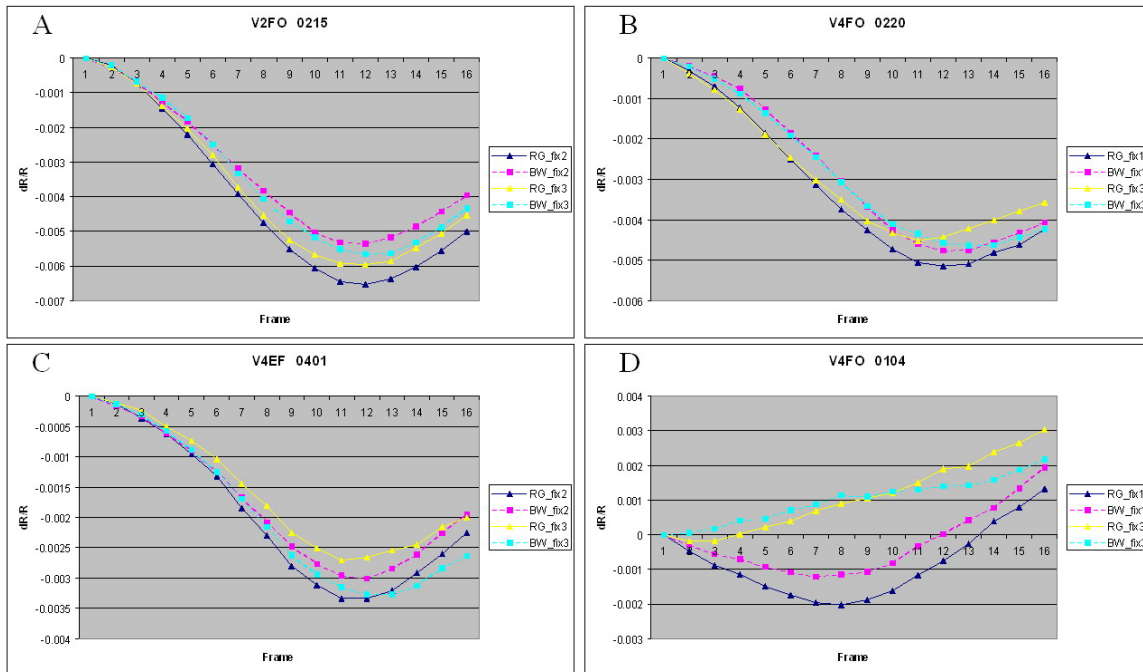 A
V2FO 0215
0
1 2 3 4 5 6 7 8 9 10 11 12 13 14 15 16
-0.001
-0.002
-0.003
-0.004
-0.005
-0.006
-0.007
dR/R
Frame
RG_fix2
BW_fix2
RG_fix3
BW_fix3
B
V4FO 0220
0
1 2 3 4 5 6 7 8 9 10 11 12 13 14 15 16
-0.001
-0.002
-0.003
-0.004
-0.005
-0.006
dR/R
Frame
RG_fix1
BW_fix1
RG_fix3
BW_fix3
C
V4EF 0401
0
1 2 3 4 5 6 7 8 9 10 11 12 13 14 15 16
-0.0005
-0.001
-0.0015
-0.002
-0.0025
-0.003
-0.0035
-0.004
dR/R
Frame
RG_fix2
BW_fix2
RG_fix3
BW_fix3
D
V4FO 0104
0.004
0.003
0.002
0.001
0
1 2 3 4 5 6 7 8 9 10 11 12 13 14 15 16
-0.001
-0.002
-0.003
dR/R
Frame
RG_fix1
BW_fix1
RG_fix3
BW_fix3